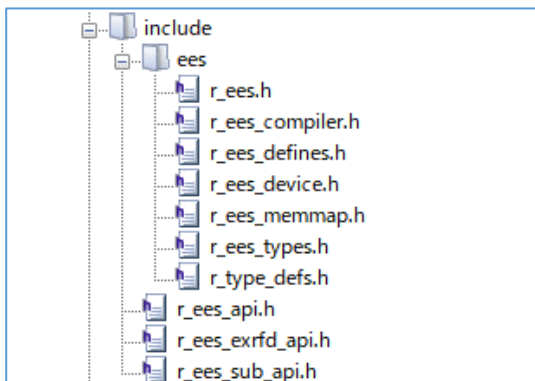 include
ees
r_ees.h
r_ees_compiler.h
r_ees_defines.h
r_ees_device.h
r_ees_memmap.h
r_ees_types.h
r_type_defs.h
r_ees_api.h
r_ees_exrfd_api.h
r_ees_sub_api.h